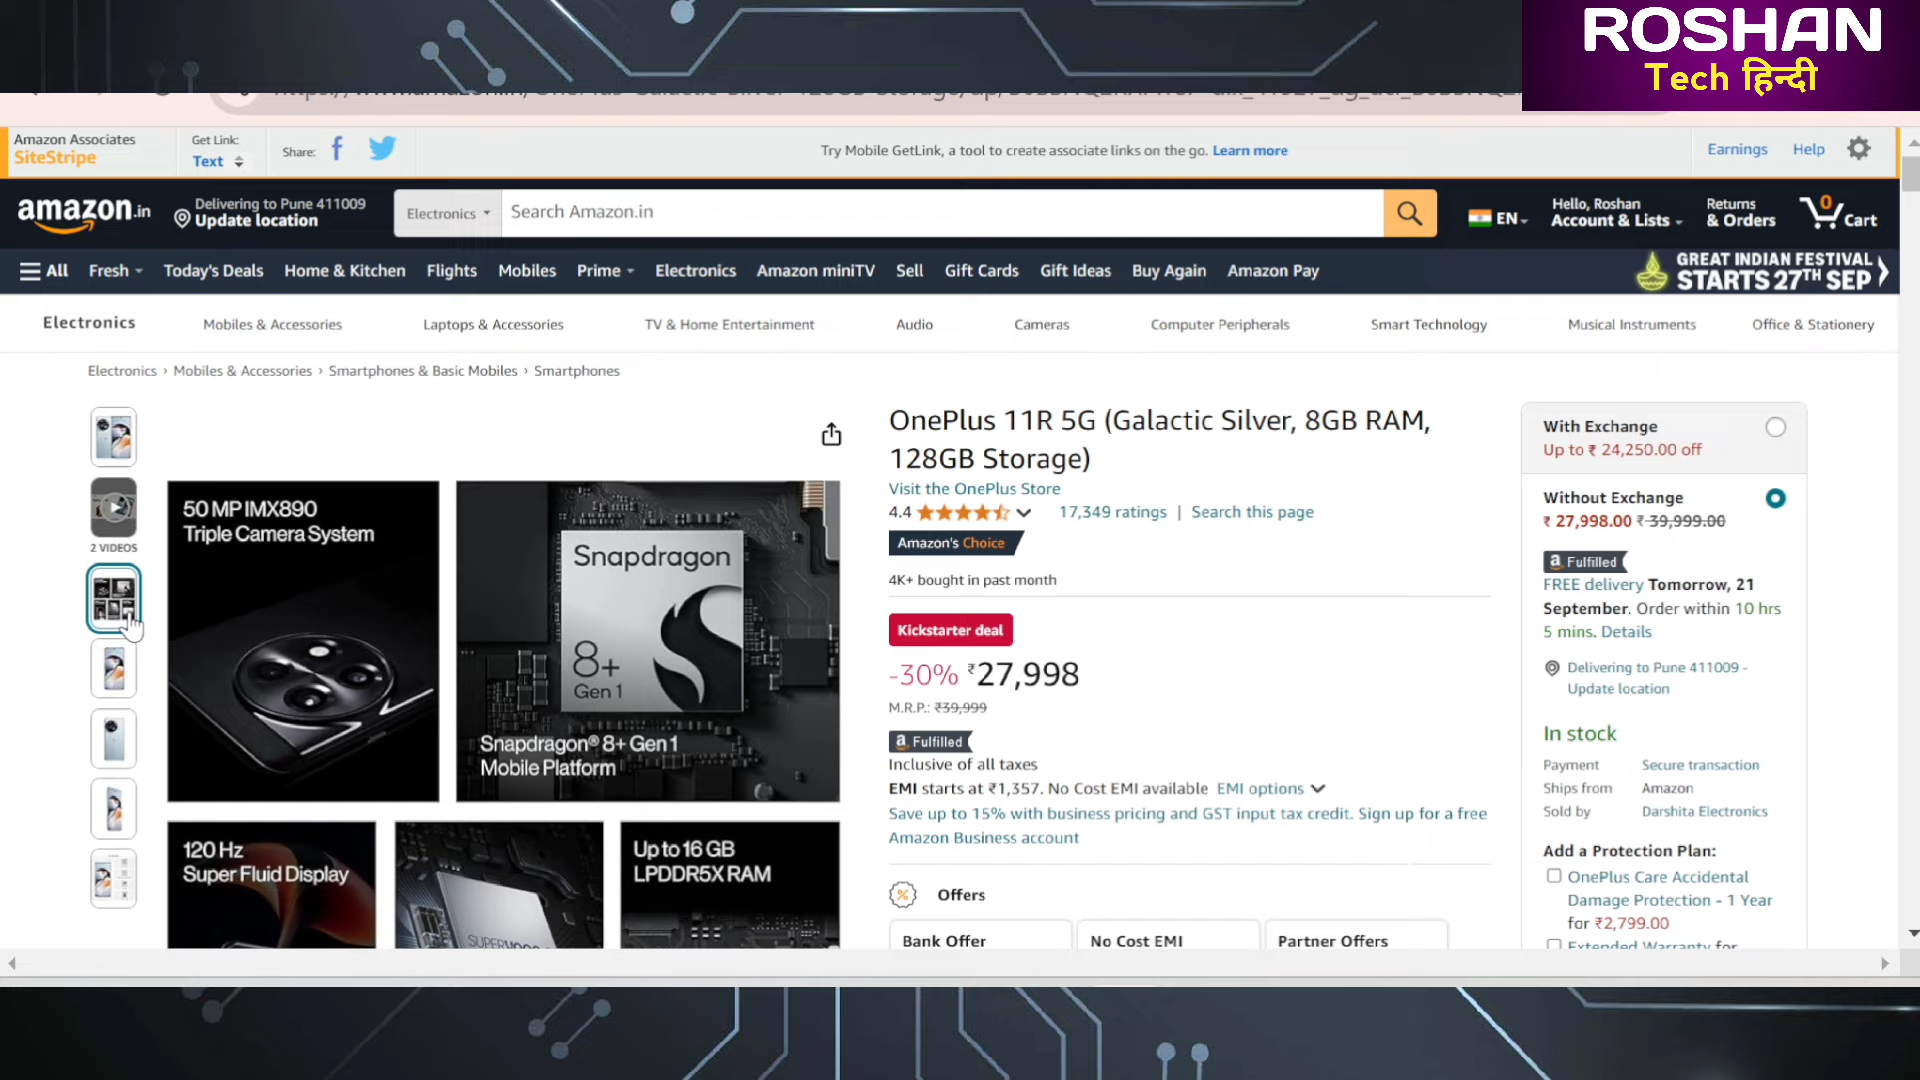 ROSHAN
Tech हिन्दी
Amazon Associates
SiteStripe
Get Link:
Text
Share:
Try Mobile GetLink, a tool to create associate links on the go. Learn more
Earnings
Help
amazon.in
Delivering to Pune 411009
Update location
Electronics
Search Amazon.in
EN
Hello, Roshan
Account & Lists
Returns
& Orders
0
Cart
All
Fresh
Today's Deals
Home & Kitchen
Flights
Mobiles
Prime
Electronics
Amazon miniTV
Sell
Gift Cards
Gift Ideas
Buy Again
Amazon Pay
GREAT INDIAN FESTIVAL
STARTS 27TH SEP
Electronics
Mobiles & Accessories
Laptops & Accessories
TV & Home Entertainment
Audio
Cameras
Computer Peripherals
Smart Technology
Musical Instruments
Office & Stationery
Electronics › Mobiles & Accessories › Smartphones & Basic Mobiles › Smartphones
2 VIDEOS
50 MP IMX890
Triple Camera System
Snapdragon
8+
Gen 1
Snapdragon® 8+ Gen 1
Mobile Platform
120 Hz
Super Fluid Display
SUPERVOOC
Up to 16 GB
LPDDR5X RAM
OnePlus 11R 5G (Galactic Silver, 8GB RAM,
128GB Storage)
Visit the OnePlus Store
4.4
17,349 ratings | Search this page
Amazon's Choice
4K+ bought in past month
Kickstarter deal
-30% ₹27,998
M.R.P.: ₹39,999
a Fulfilled
Inclusive of all taxes
EMI starts at ₹1,357. No Cost EMI available EMI options
Save up to 15% with business pricing and GST input tax credit. Sign up for a free
Amazon Business account
% Offers
Bank Offer
No Cost EMI
Partner Offers
With Exchange
Up to ₹ 24,250.00 off
Without Exchange
₹ 27,998.00 ₹ 39,999.00
a Fulfilled
FREE delivery Tomorrow, 21
September. Order within 10 hrs
5 mins. Details
Delivering to Pune 411009 -
Update location
In stock
Payment Secure transaction
Ships from Amazon
Sold by Darshita Electronics
Add a Protection Plan:
OnePlus Care Accidental
Damage Protection - 1 Year
for ₹2,799.00
Extended Warranty for